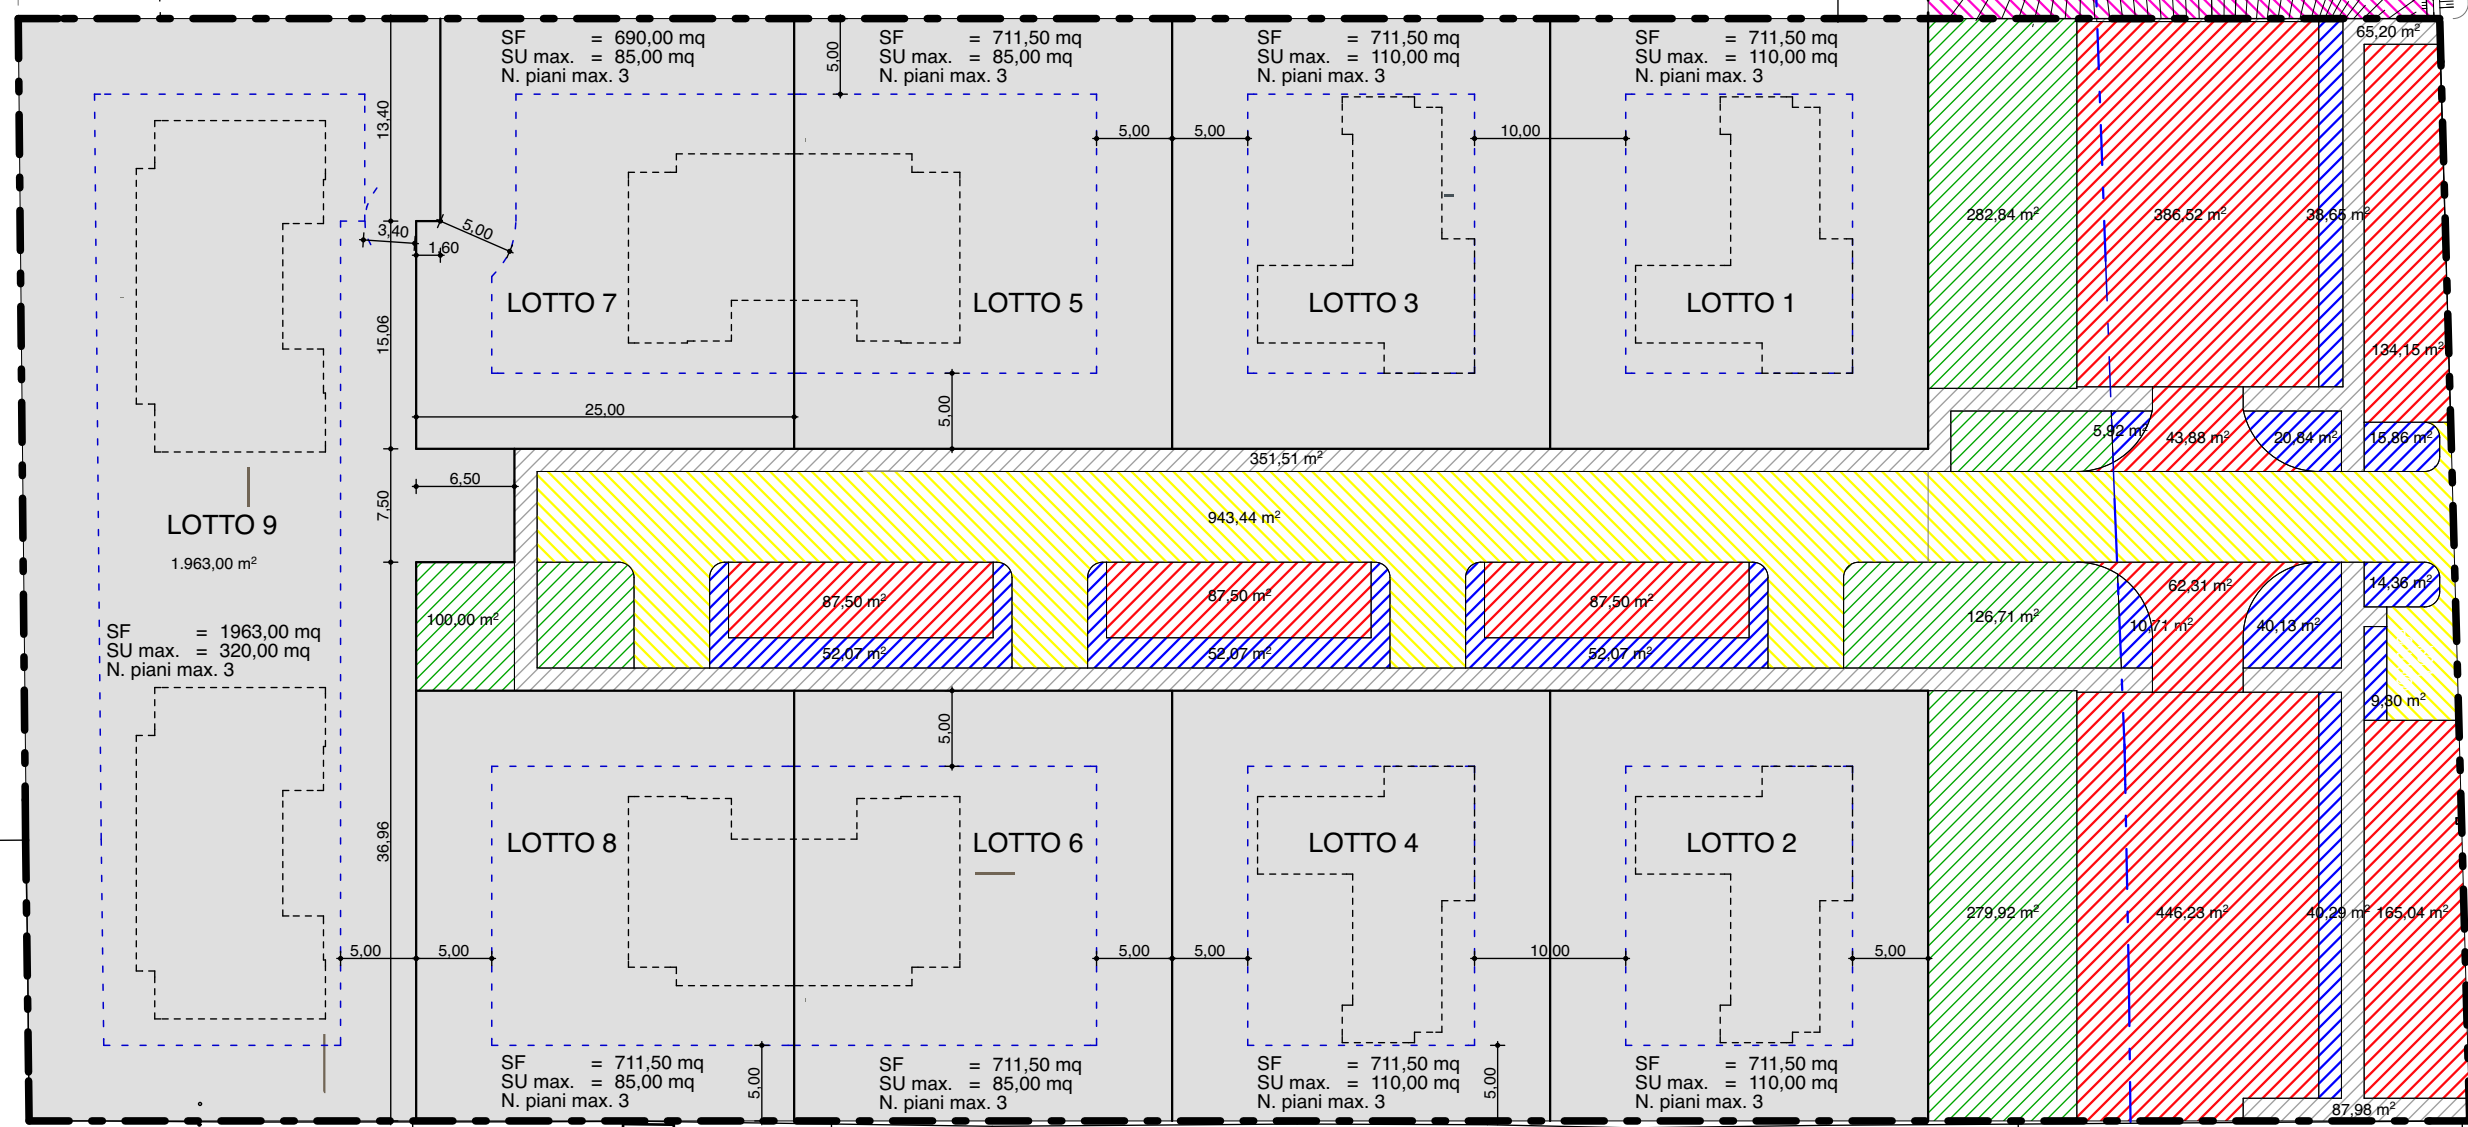 SF = 690,00 mq
SU max. = 85,00 mq
N. piani max. 3
5,00
SF = 711,50 mq
SU max. = 85,00 mq
N. piani max. 3
SF = 711,50 mq
SU max. = 110,00 mq
N. piani max. 3
SF = 711,50 mq
SU max. = 110,00 mq
N. piani max. 3
65,20 m²
13,40
5,00
5,00
10,00
3,40
1,60
5,00
282,84 m²
386,52 m²
38,65 m²
15,06
LOTTO 7
LOTTO 5
LOTTO 3
LOTTO 1
134,15 m²
25,00
5,00
5,92 m²
43,88 m²
20,84 m²
15,86 m²
351,51 m²
6,50
7,50
LOTTO 9
1.963,00 m²
943,44 m²
SF = 1963,00 mq
SU max. = 320,00 mq
N. piani max. 3
100,00 m²
87,50 m²
52,07 m²
87,50 m²
52,07 m²
87,50 m²
52,07 m²
126,71 m²
62,31 m²
10,71 m²
40,13 m²
14,36 m²
9,30 m²
5,00
36,96
LOTTO 8
LOTTO 6
LOTTO 4
LOTTO 2
279,92 m²
446,23 m²
40,29 m²
165,04 m²
5,00
5,00
5,00
5,00
10,00
5,00
SF = 711,50 mq
SU max. = 85,00 mq
N. piani max. 3
5,00
SF = 711,50 mq
SU max. = 85,00 mq
N. piani max. 3
SF = 711,50 mq
SU max. = 110,00 mq
N. piani max. 3
5,00
SF = 711,50 mq
SU max. = 110,00 mq
N. piani max. 3
87,98 m²